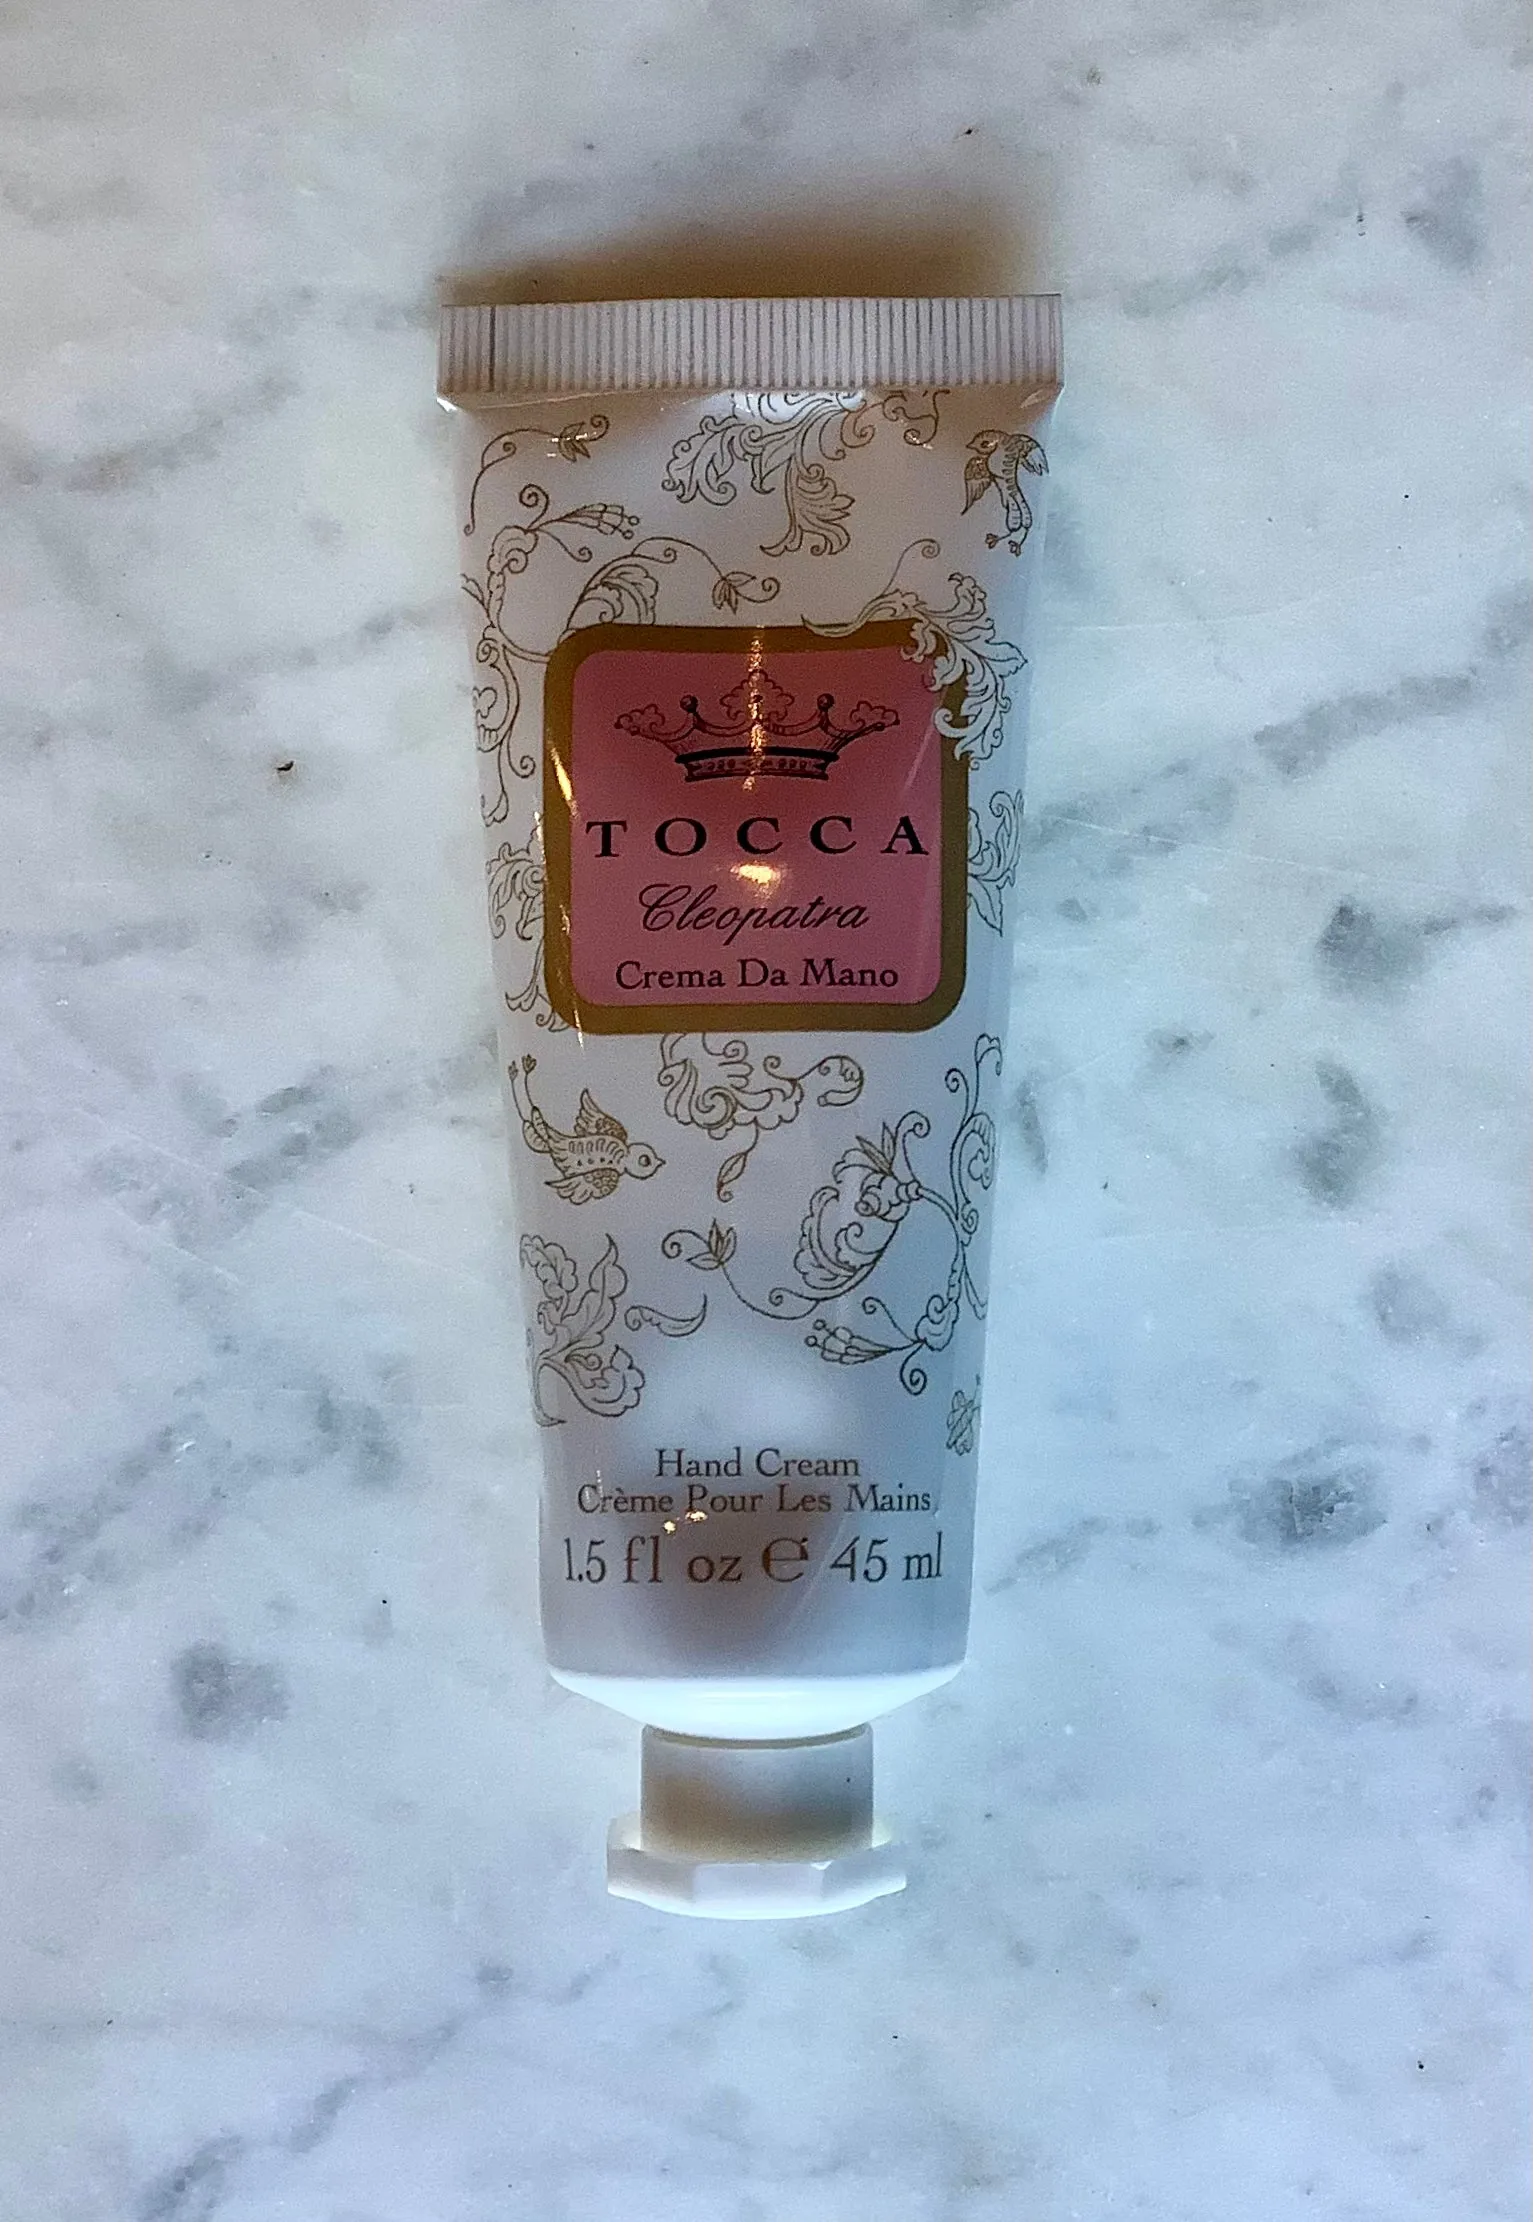 TOCCA
Cleopatra
Crema Da Mano
Hand Cream
Crème Pour Les Mains
1.5 fl oz ℮ 45 ml